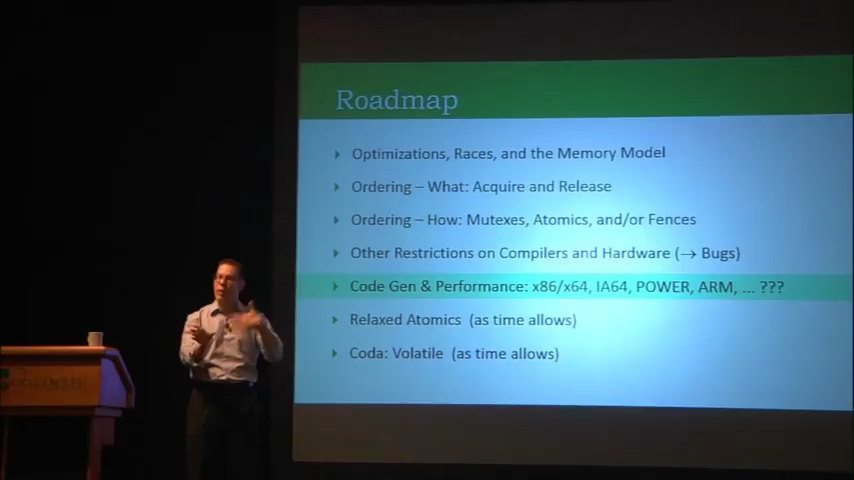 Roadmap
Optimizations, Races, and the Memory Model
Ordering – What: Acquire and Release
Ordering – How: Mutexes, Atomics, and/or Fences
Other Restrictions on Compilers and Hardware (→ Bugs)
Code Gen & Performance: x86/x64, IA64, POWER, ARM, ... ???
Relaxed Atomics (as time allows)
Coda: Volatile (as time allows)